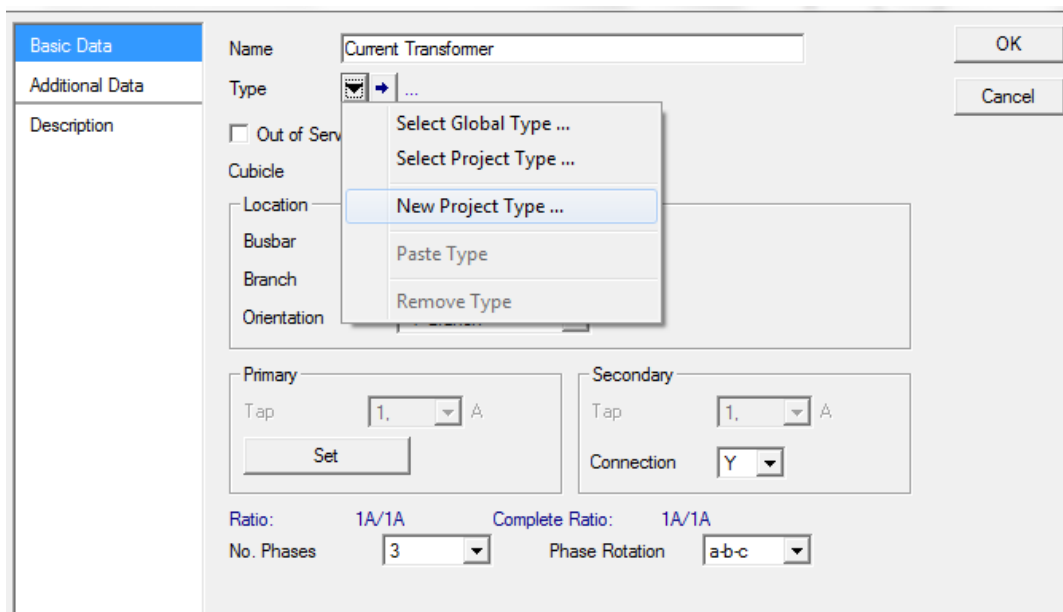 Basic Data
Additional Data
Description
Name Current Transformer
Type ...
Out of Serv
Cubicle
Select Global Type ...
Select Project Type ...
New Project Type ...
Paste Type
Remove Type
Location
Busbar
Branch
Orientation
Primary
Tap 1, A
Set
Secondary
Tap 1, A
Connection Y
Ratio: 1A/1A Complete Ratio: 1A/1A
No. Phases 3 Phase Rotation a-b-c
OK
Cancel